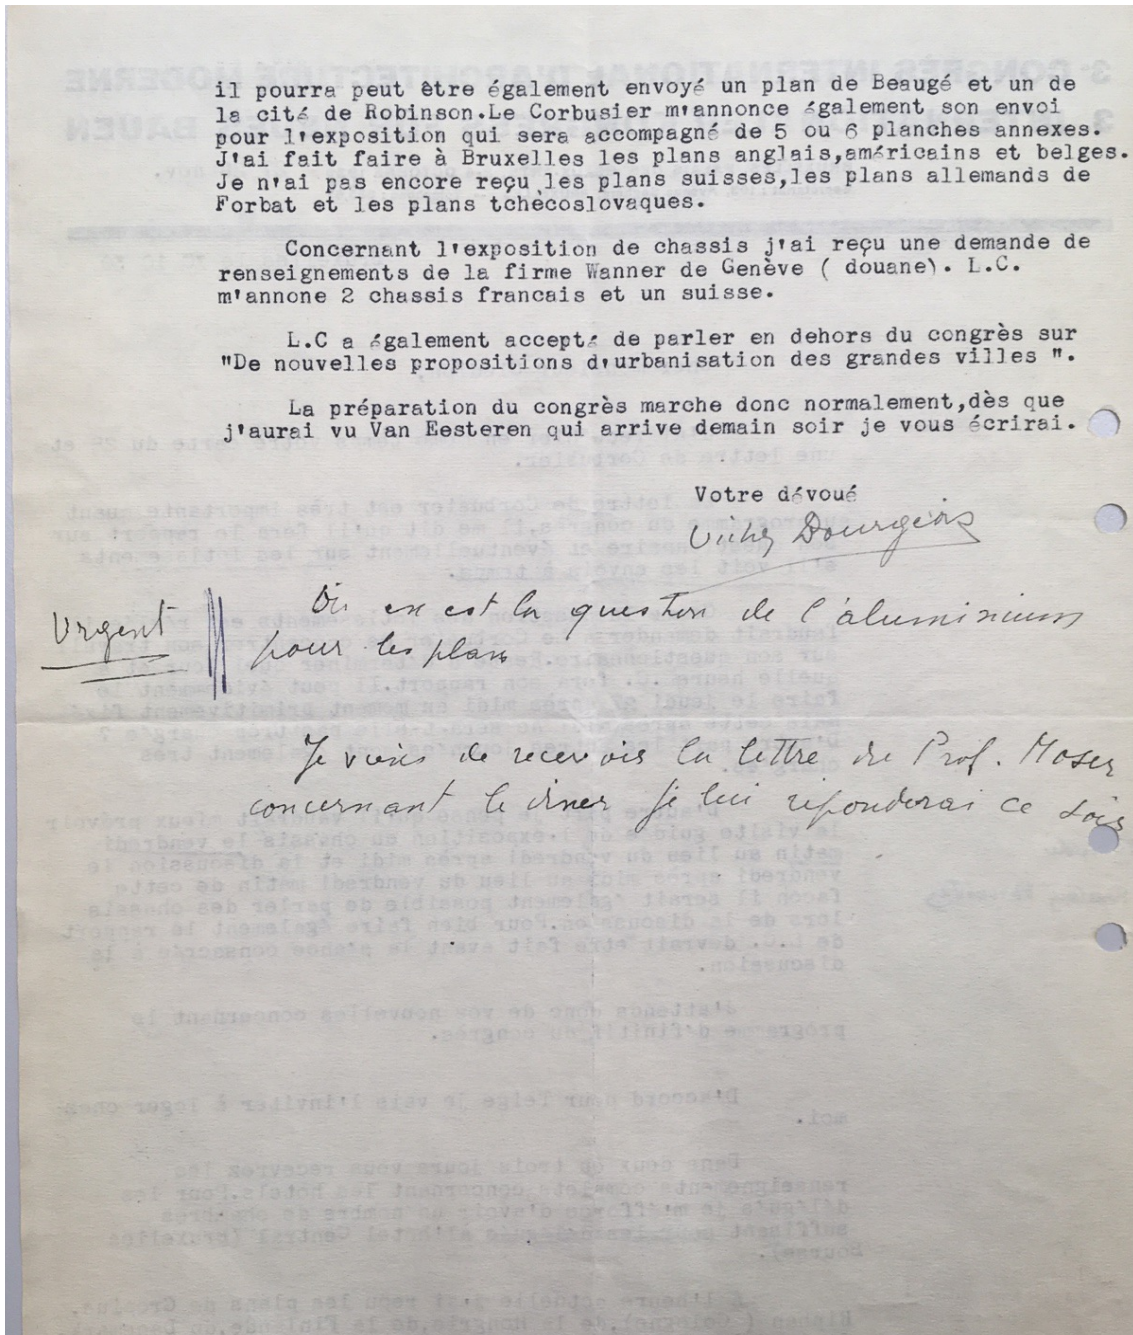 il pourra peut être également envoyé un plan de Beaugé et un de
la cité de Robinson.Le Corbusier m'annonce également son envoi
pour l'exposition qui sera accompagné de 5 ou 6 planches annexes.
J'ai fait faire à Bruxelles les plans anglais,américains et belges.
Je n'ai pas encore reçu les plans suisses,les plans allemands de
Forbat et les plans tchécoslovaques.
Concernant l'exposition de chassis j'ai reçu une demande de
renseignements de la firme Wanner de Genève ( douane). L.C.
m'annone 2 chassis francais et un suisse.
L.C a également accepté de parler en dehors du congrès sur
"De nouvelles propositions d'urbanisation des grandes villes ".
La préparation du congrès marche donc normalement,dès que
j'aurai vu Van Eesteren qui arrive demain soir je vous écrirai.
Votre dévoué
Victor Bourgeois
Urgent
Où en est la question de l'aluminium
pour les plans
Je viens de recevoir la lettre du Prof. Moser
concernant le diner je lui réponderai ce soir